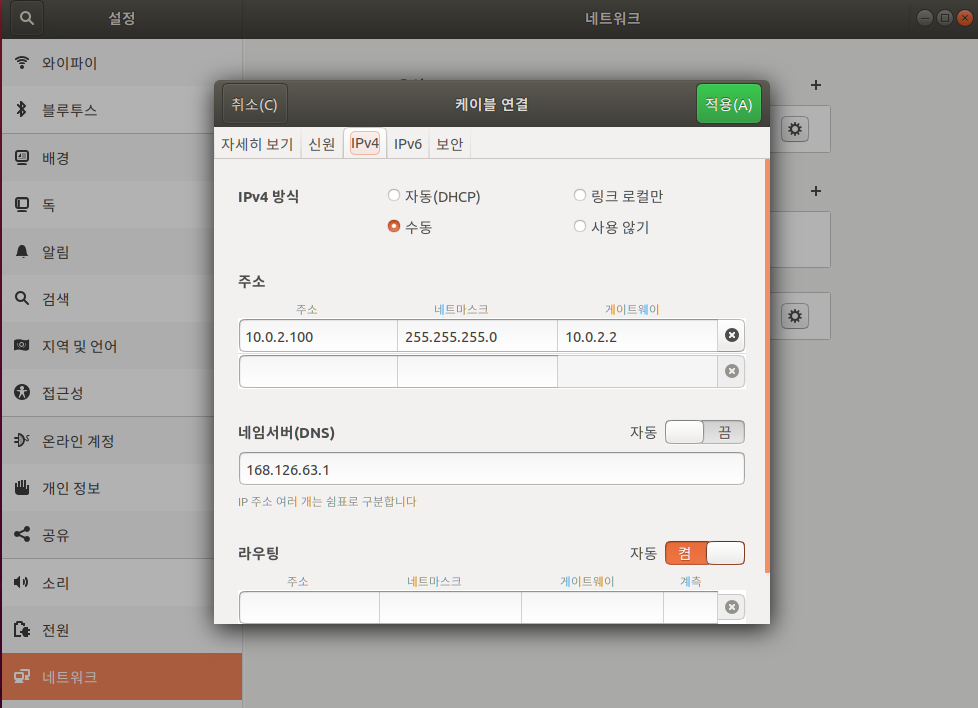 설정
네트워크
와이파이
블루투스
배경
독
알림
검색
지역 및 언어
접근성
온라인 계정
개인 정보
공유
소리
전원
네트워크
취소(C)
케이블 연결
적용(A)
자세히 보기 신원 IPv4 IPv6 보안
IPv4 방식
자동(DHCP) 링크 로컬만
수동 사용 않기
주소
주소 네트마스크 게이트웨이
10.0.2.100 255.255.255.0 10.0.2.2
네임서버(DNS) 자동 끔
168.126.63.1
IP 주소 여러 개는 쉼표로 구분합니다
라우팅 자동 켬
주소 네트마스크 게이트웨이 계측